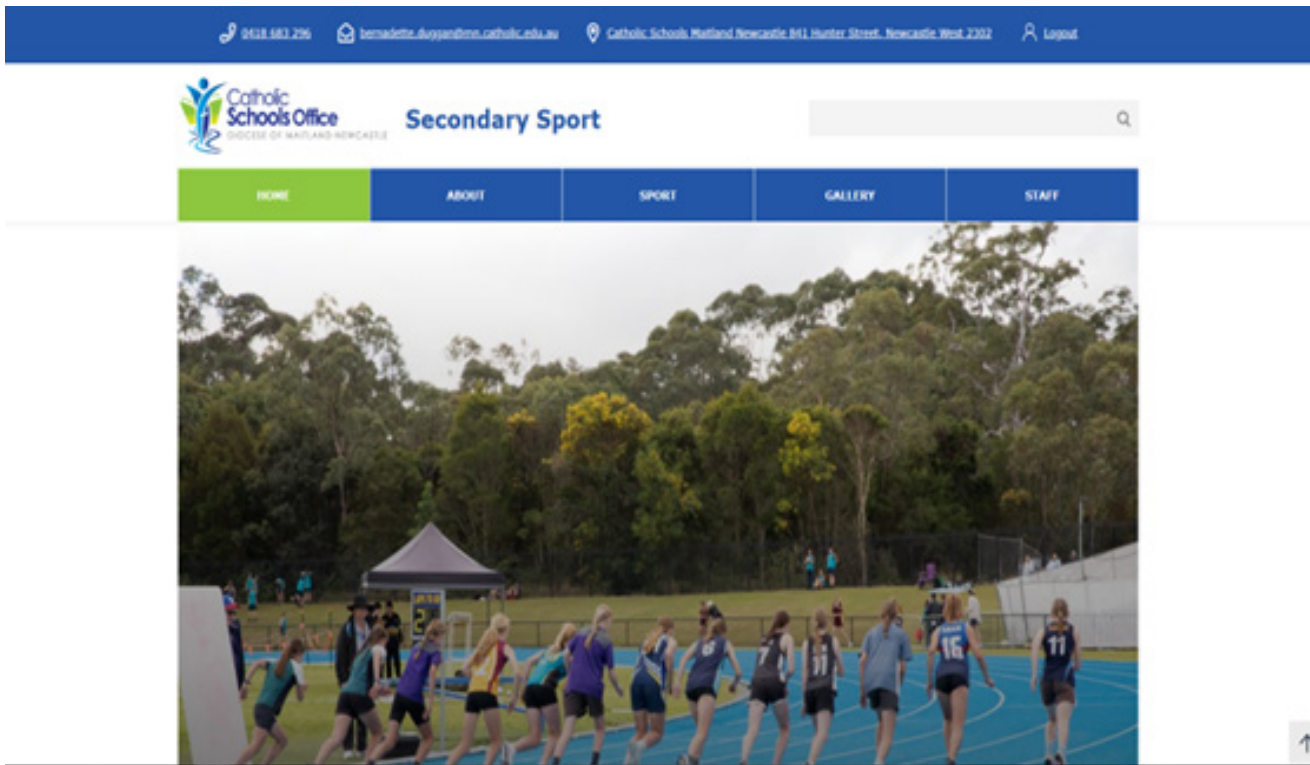 0418 683 296 bernadette.duggan@mn.catholic.edu.au Catholic Schools Maitland Newcastle 841 Hunter Street, Newcastle West 2302 Logout
Catholic
Schools Office
DIOCESE OF MAITLAND-NEWCASTLE
Secondary Sport
HOME ABOUT SPORT GALLERY STAFF
2
6 7 11 16 11